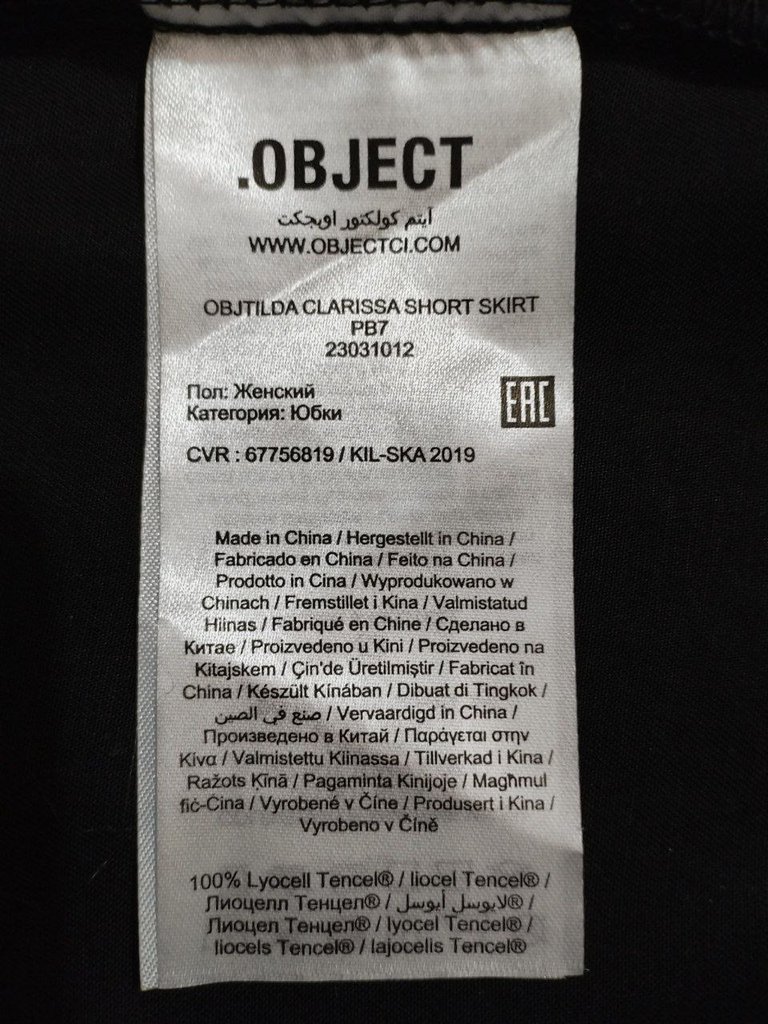 .OBJECT
آيتم كولكتور اوبجكت
WWW.OBJECTCI.COM
OBJTILDA CLARISSA SHORT SKIRT
PB7
23031012
Пол: Женский
Категория: Юбки
EAC
CVR : 67756819 / KIL-SKA 2019
Made in China / Hergestellt in China /
Fabricado en China / Feito na China /
Prodotto in Cina / Wyprodukowano w
Chinach / Fremstillet i Kina / Valmistatud
Hiinas / Fabriqué en Chine / Сделано в
Китае / Proizvedeno u Kini / Proizvedeno na
Kitajskem / Çin'de Üretilmiştir / Fabricat în
China / Készült Kínában / Dibuat di Tingkok /
صنع في الصين / Vervaardigd in China /
Произведено в Китай / Παράγεται στην
Κίνα / Valmistettu Kiinassa / Tillverkad i Kina /
Ražots Ķīnā / Pagaminta Kinijoje / Magħmul
fiċ-Ċina / Vyrobené v Číne / Produsert i Kina /
Vyrobeno v Číně
100% Lyocell Tencel® / liocel Tencel® /
Лиоцелл Тенцел® / لايوسل أيوسل® /
Лиоцел Тенцел® / lyocel Tencel® /
liocels Tencel® / lajocelis Tencel®